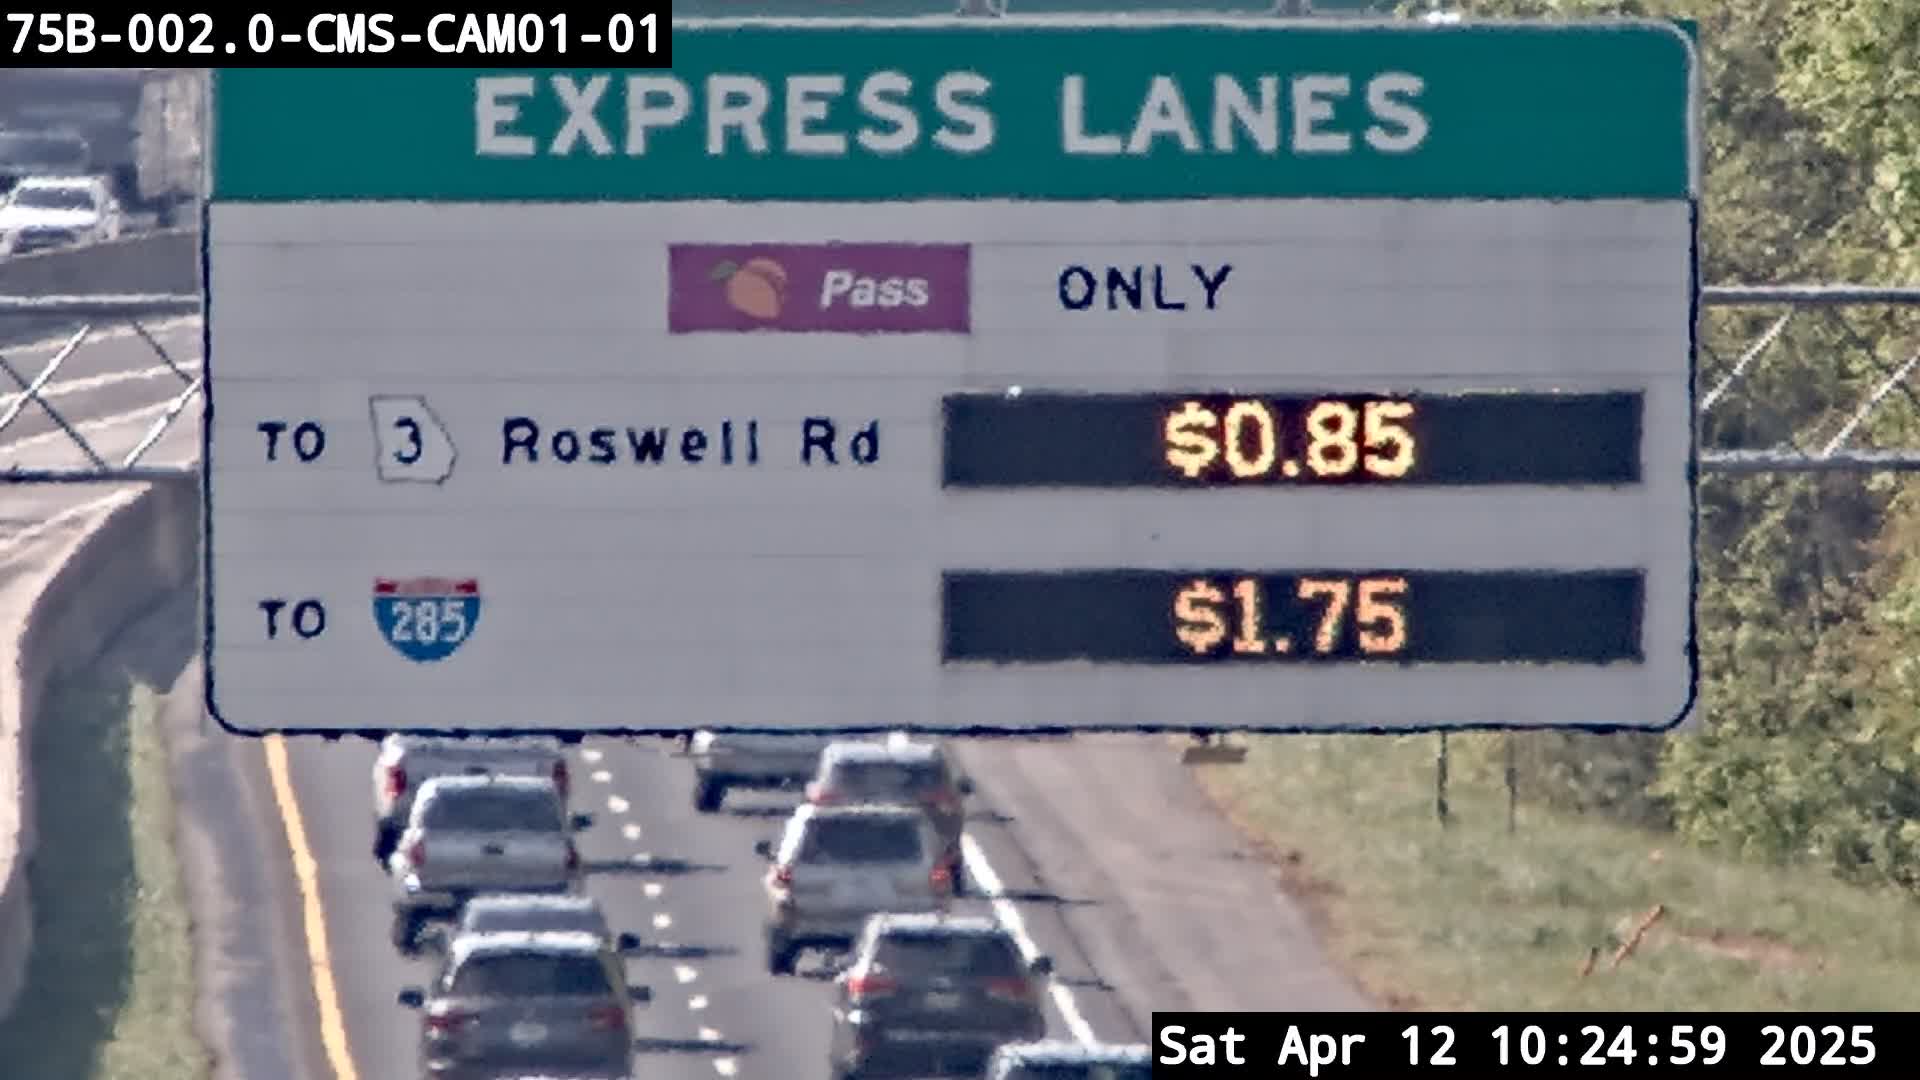 75B-002.0-CMS-CAM01-01
EXPRESS LANES
Pass ONLY
TO 3 Roswell Rd $0.85
TO 285 $1.75
Sat Apr 12 10:24:59 2025